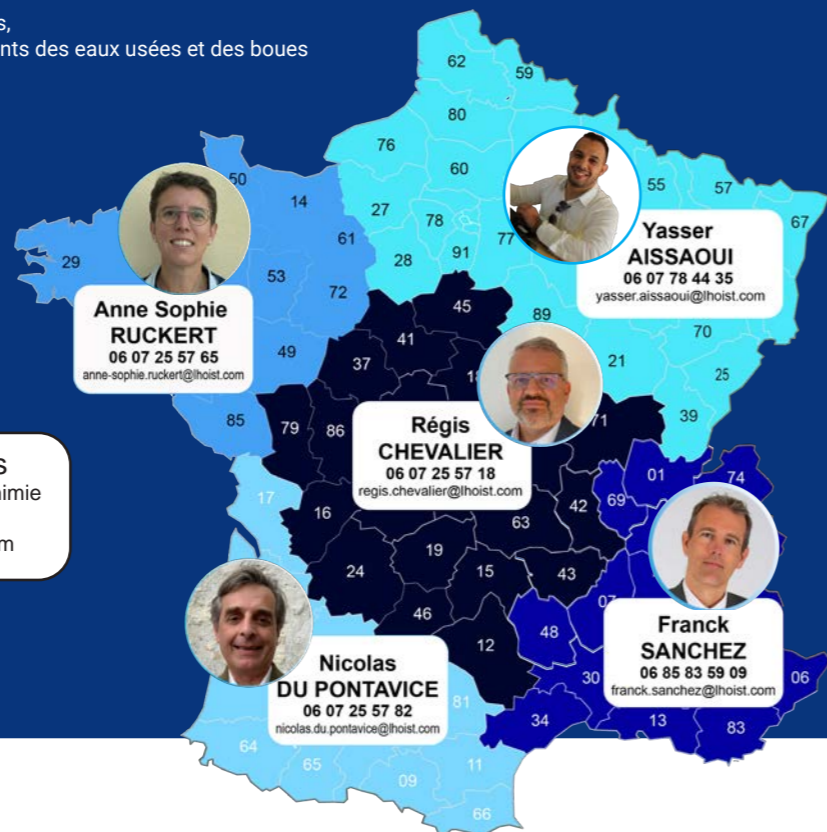 s,
nts des eaux usées et des boues
62
59
80
76
60
50
14
27
78
55
57
67
61
77
29
28
91
53
72
Yasser
AISSAOUI
06 07 78 44 35
yasser.aissaoui@lhoist.com
Anne Sophie
RUCKERT
06 07 25 57 65
anne-sophie.ruckert@lhoist.com
45
41
89
70
49
37
21
25
85
79
86
71
39
Régis
CHEVALIER
06 07 25 57 18
regis.chevalier@lhoist.com
S
imie
m
01
74
17
69
16
63
42
19
24
15
43
46
48
12
Franck
SANCHEZ
06 85 83 59 09
franck.sanchez@lhoist.com
30
06
Nicolas
DU PONTAVICE
06 07 25 57 82
nicolas.du.pontavice@lhoist.com
81
34
13
83
64
65
09
11
66